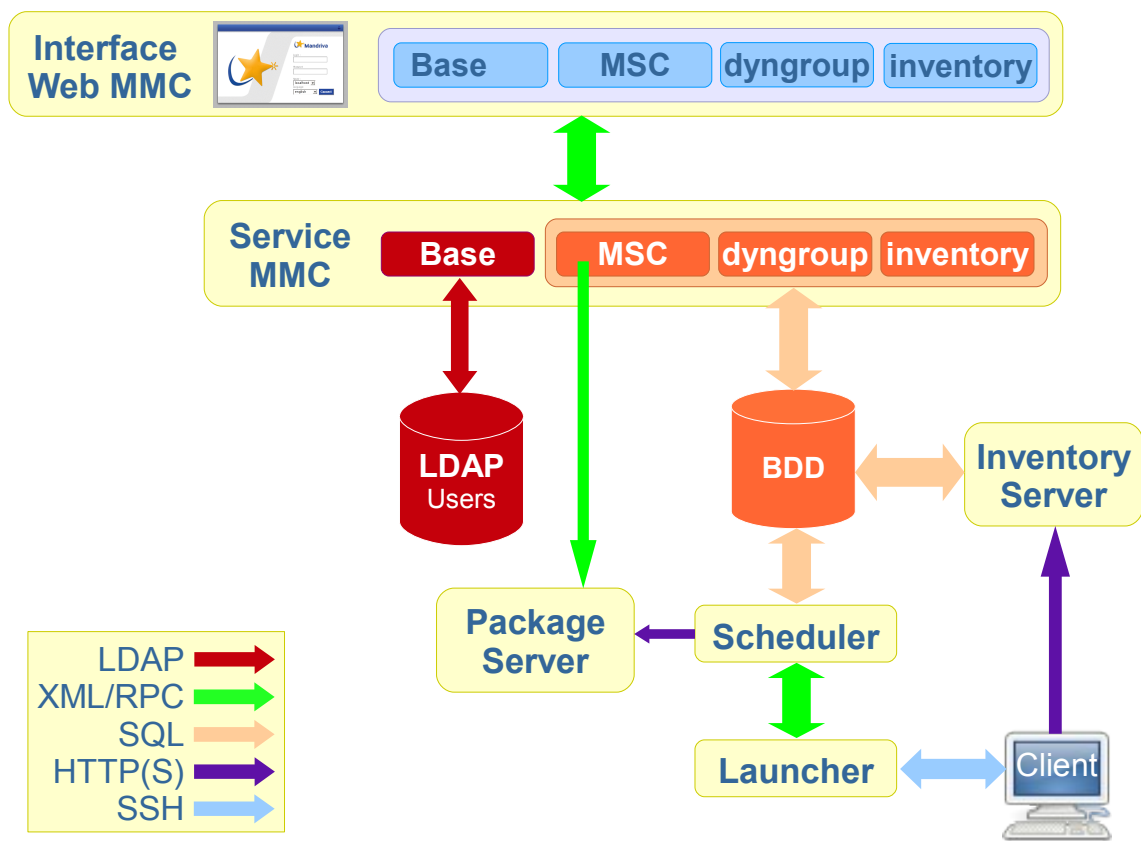 Interface
Web MMC
Mandriva
Base
MSC
dyngroup
inventory
Service
MMC
Base
MSC
dyngroup
inventory
LDAP
Users
BDD
Inventory
Server
Package
Server
Scheduler
Launcher
Client
LDAP
XML/RPC
SQL
HTTP(S)
SSH